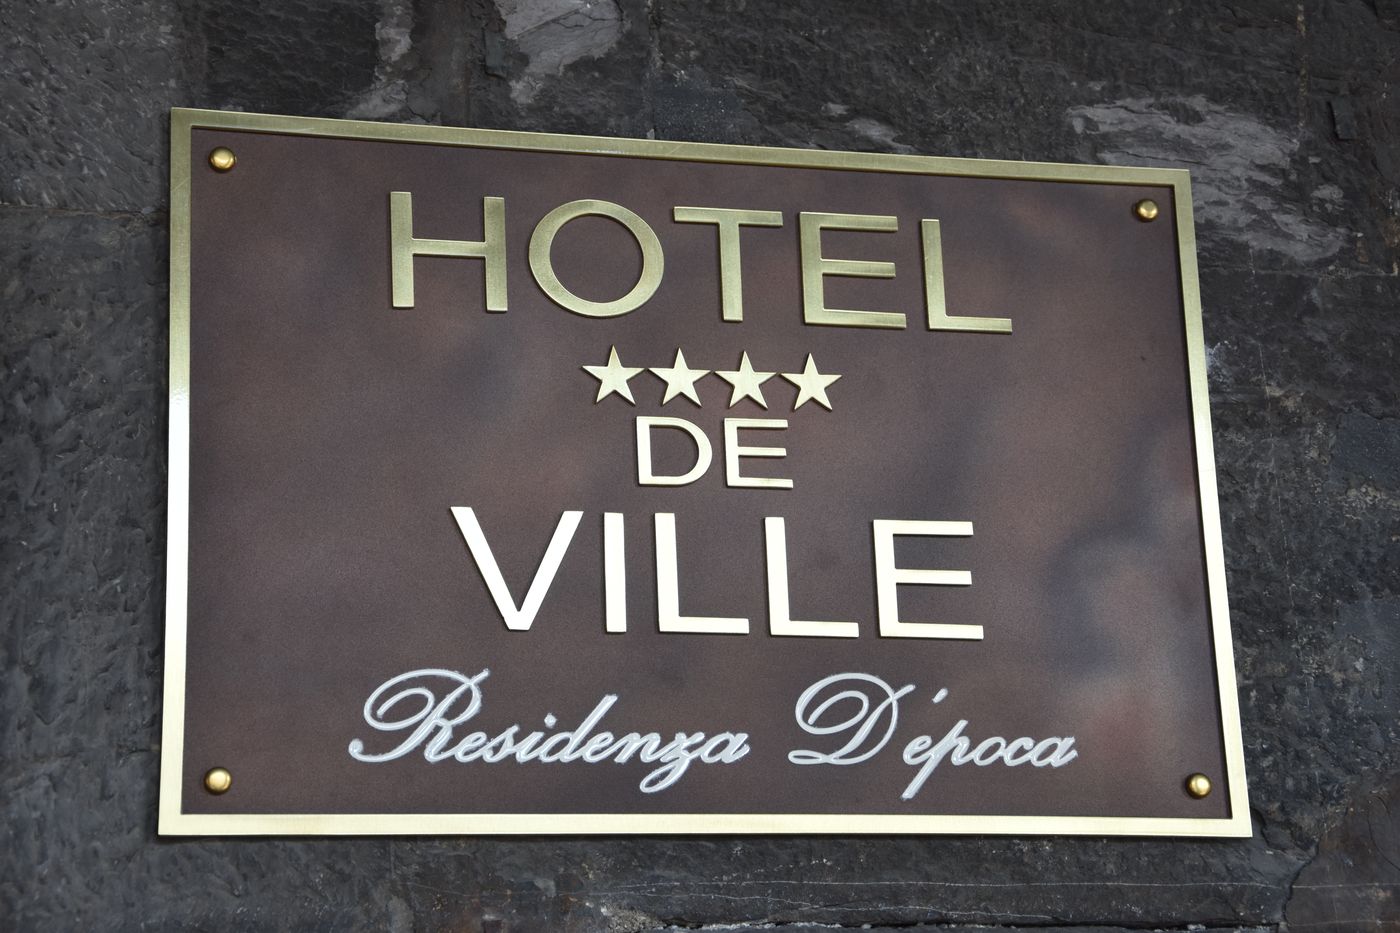 HOTEL
★★★★
DE
VILLE
Residenza D'epoca